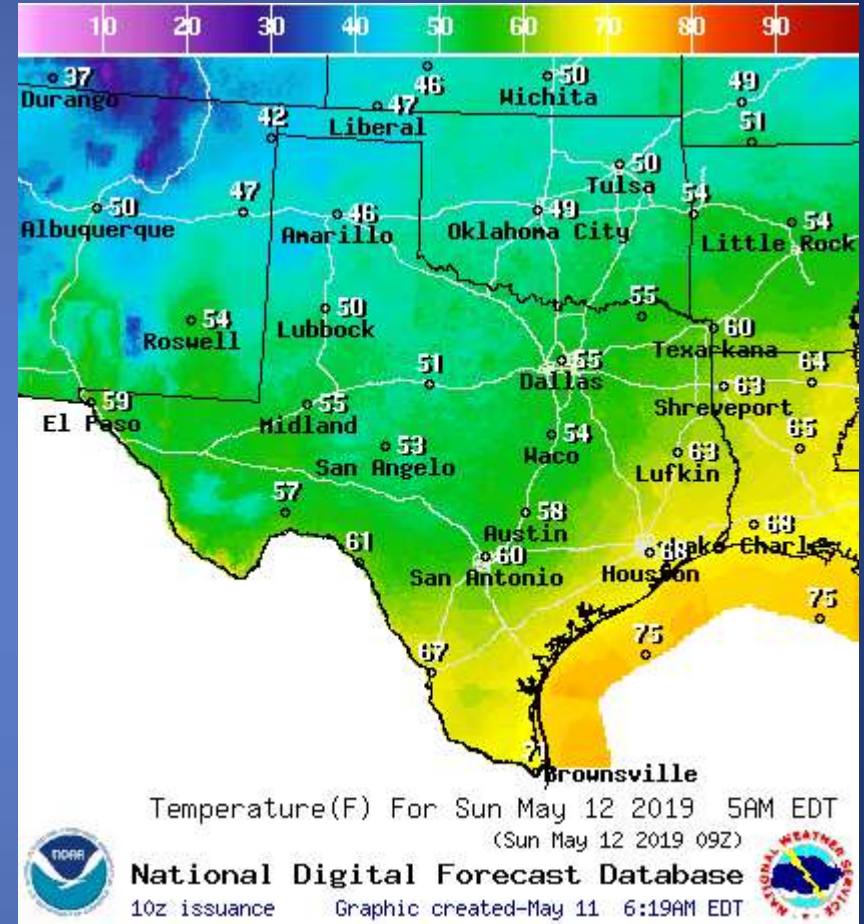 10 20 30 40 50 60 70 80 90
37
Durango
46
50
Wichita
49
47
Liberal
42
51
50
Tulsa
50
Albuquerque
47
46
Amarillo
49
Oklahoma City
54
54
Little Rock
54
Roswell
50
Lubbock
55
60
Texarkana
55
Dallas
51
64
63
Shreveport
59
El Paso
55
Midland
53
San Angelo
54
Waco
63
Lufkin
65
57
58
Austin
68
Lake Charles
61
60
San Antonio
68
Houston
75
75
67
71
Brownsville
Temperature(F) For Sun May 12 2019 5AM EDT
(Sun May 12 2019 09Z)
National Digital Forecast Database
10z issuance Graphic created-May 11 6:19AM EDT
NOAA
NATIONAL WEATHER SERVICE